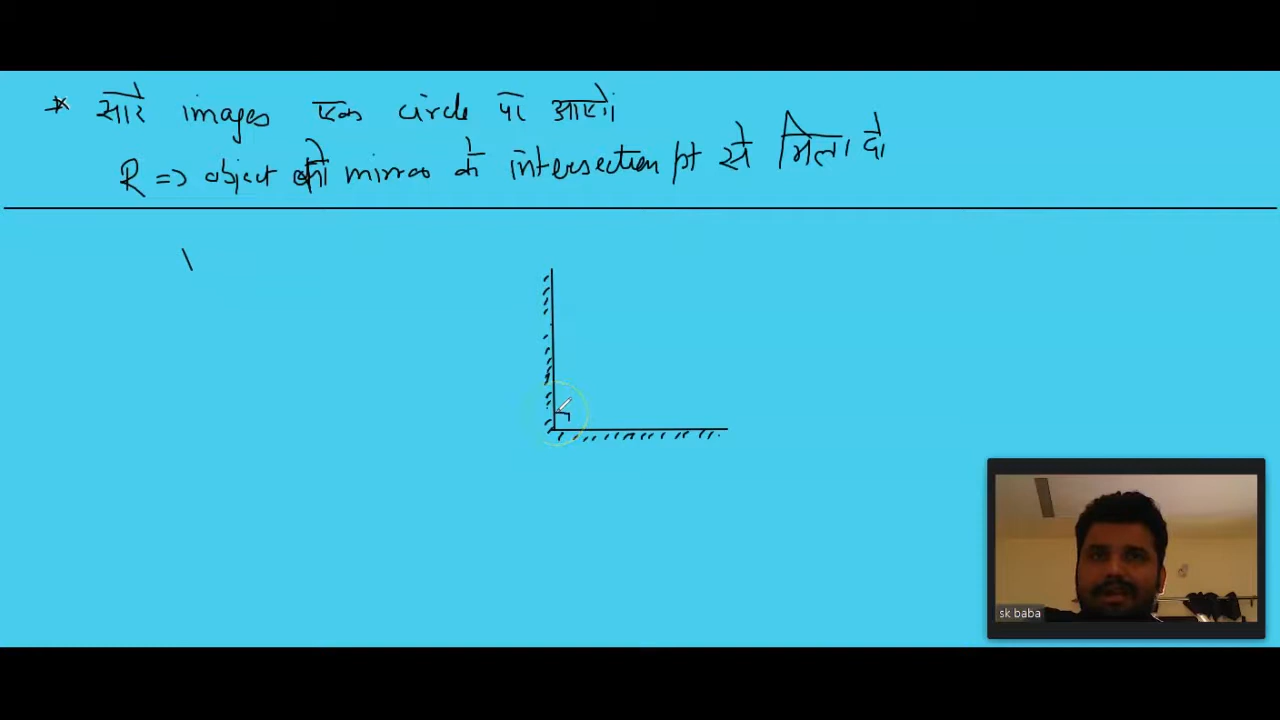 * सारे images एक circle पर आएंगे
R => object को mirror के intersection pt से मिला दो
sk baba